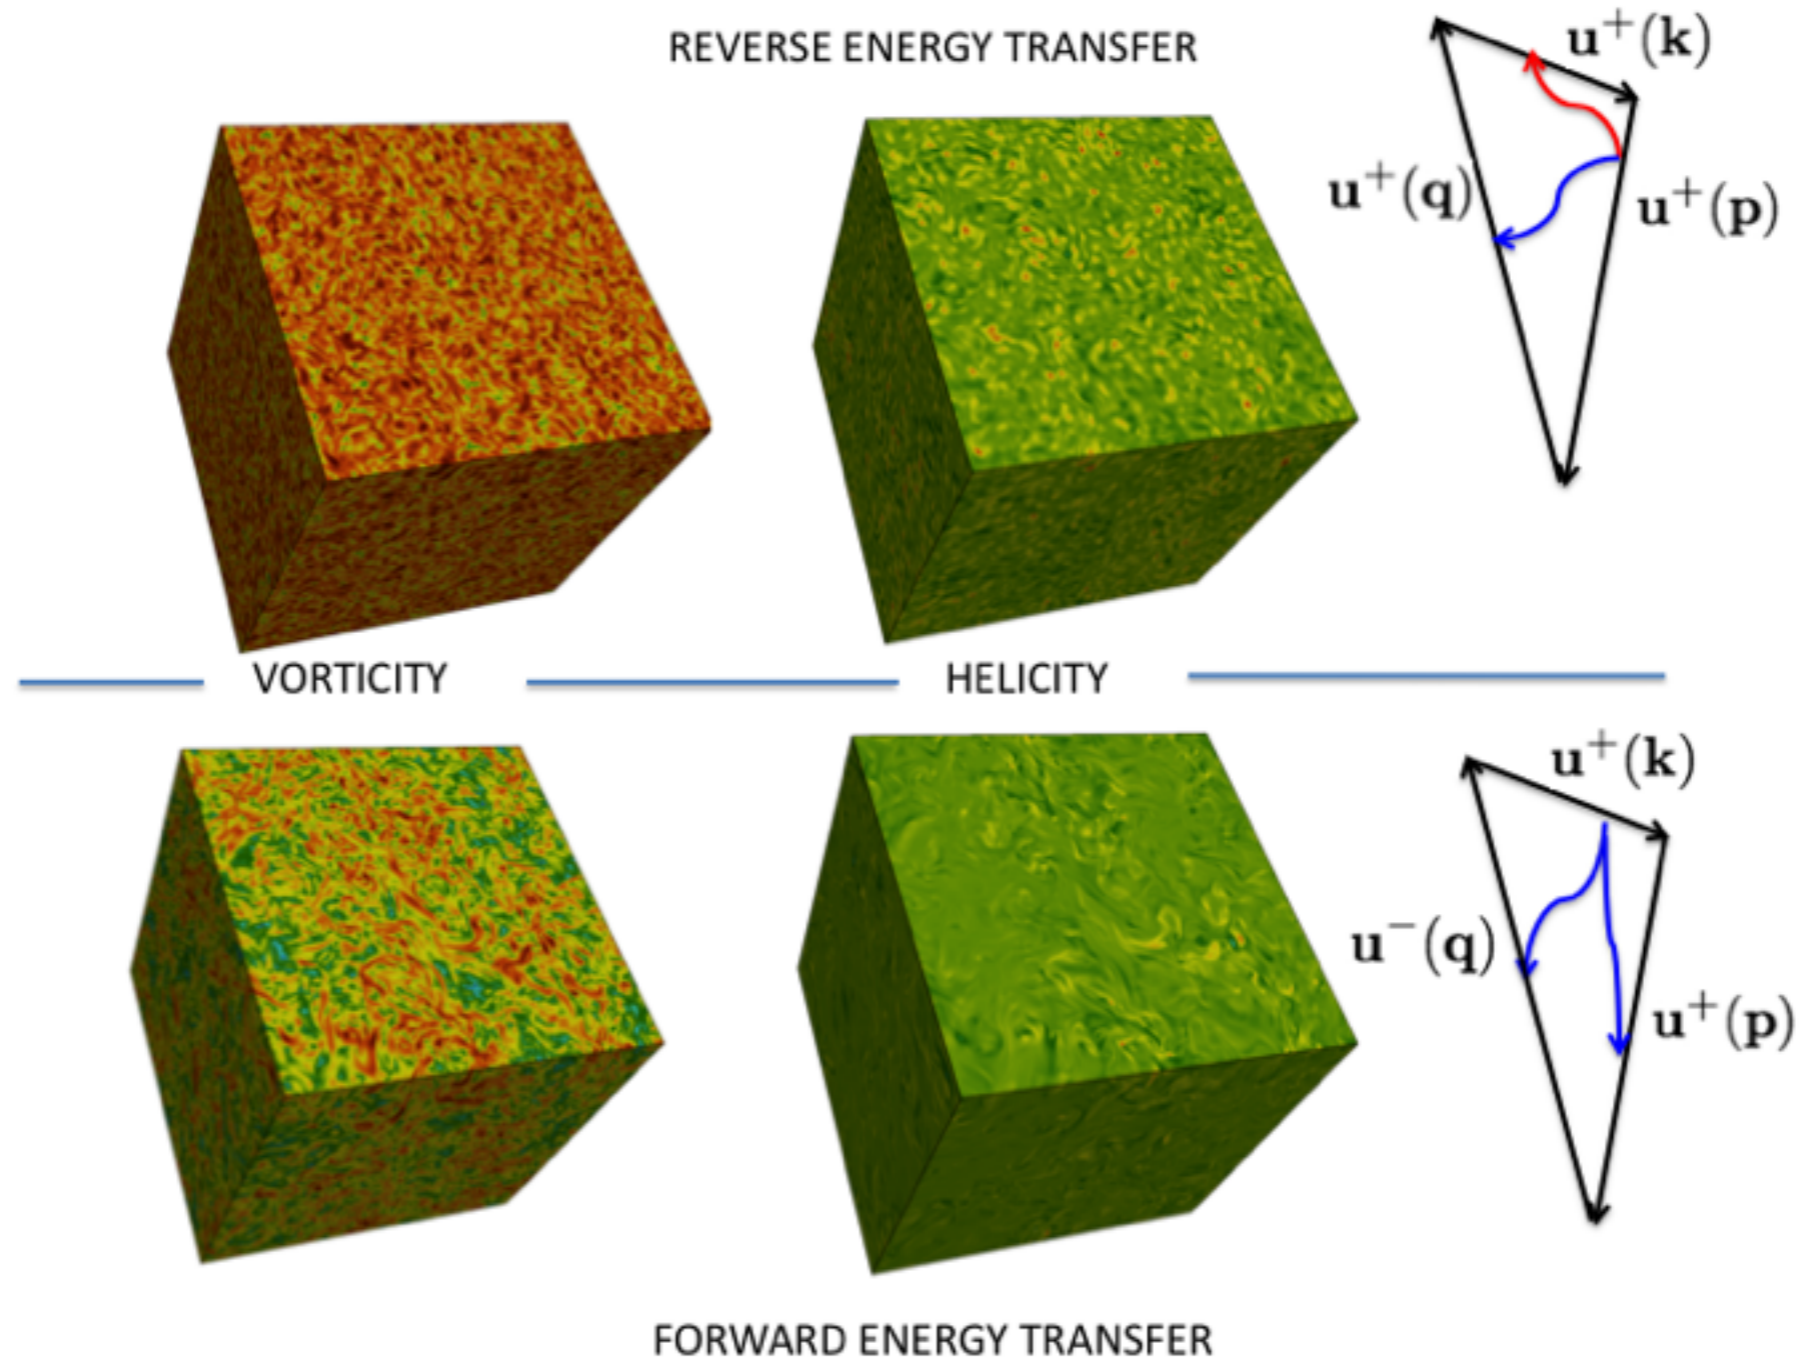 REVERSE ENERGY TRANSFER
u⁺(k)
u⁺(q)
u⁺(p)
VORTICITY
HELICITY
u⁺(k)
u⁻(q)
u⁺(p)
FORWARD ENERGY TRANSFER